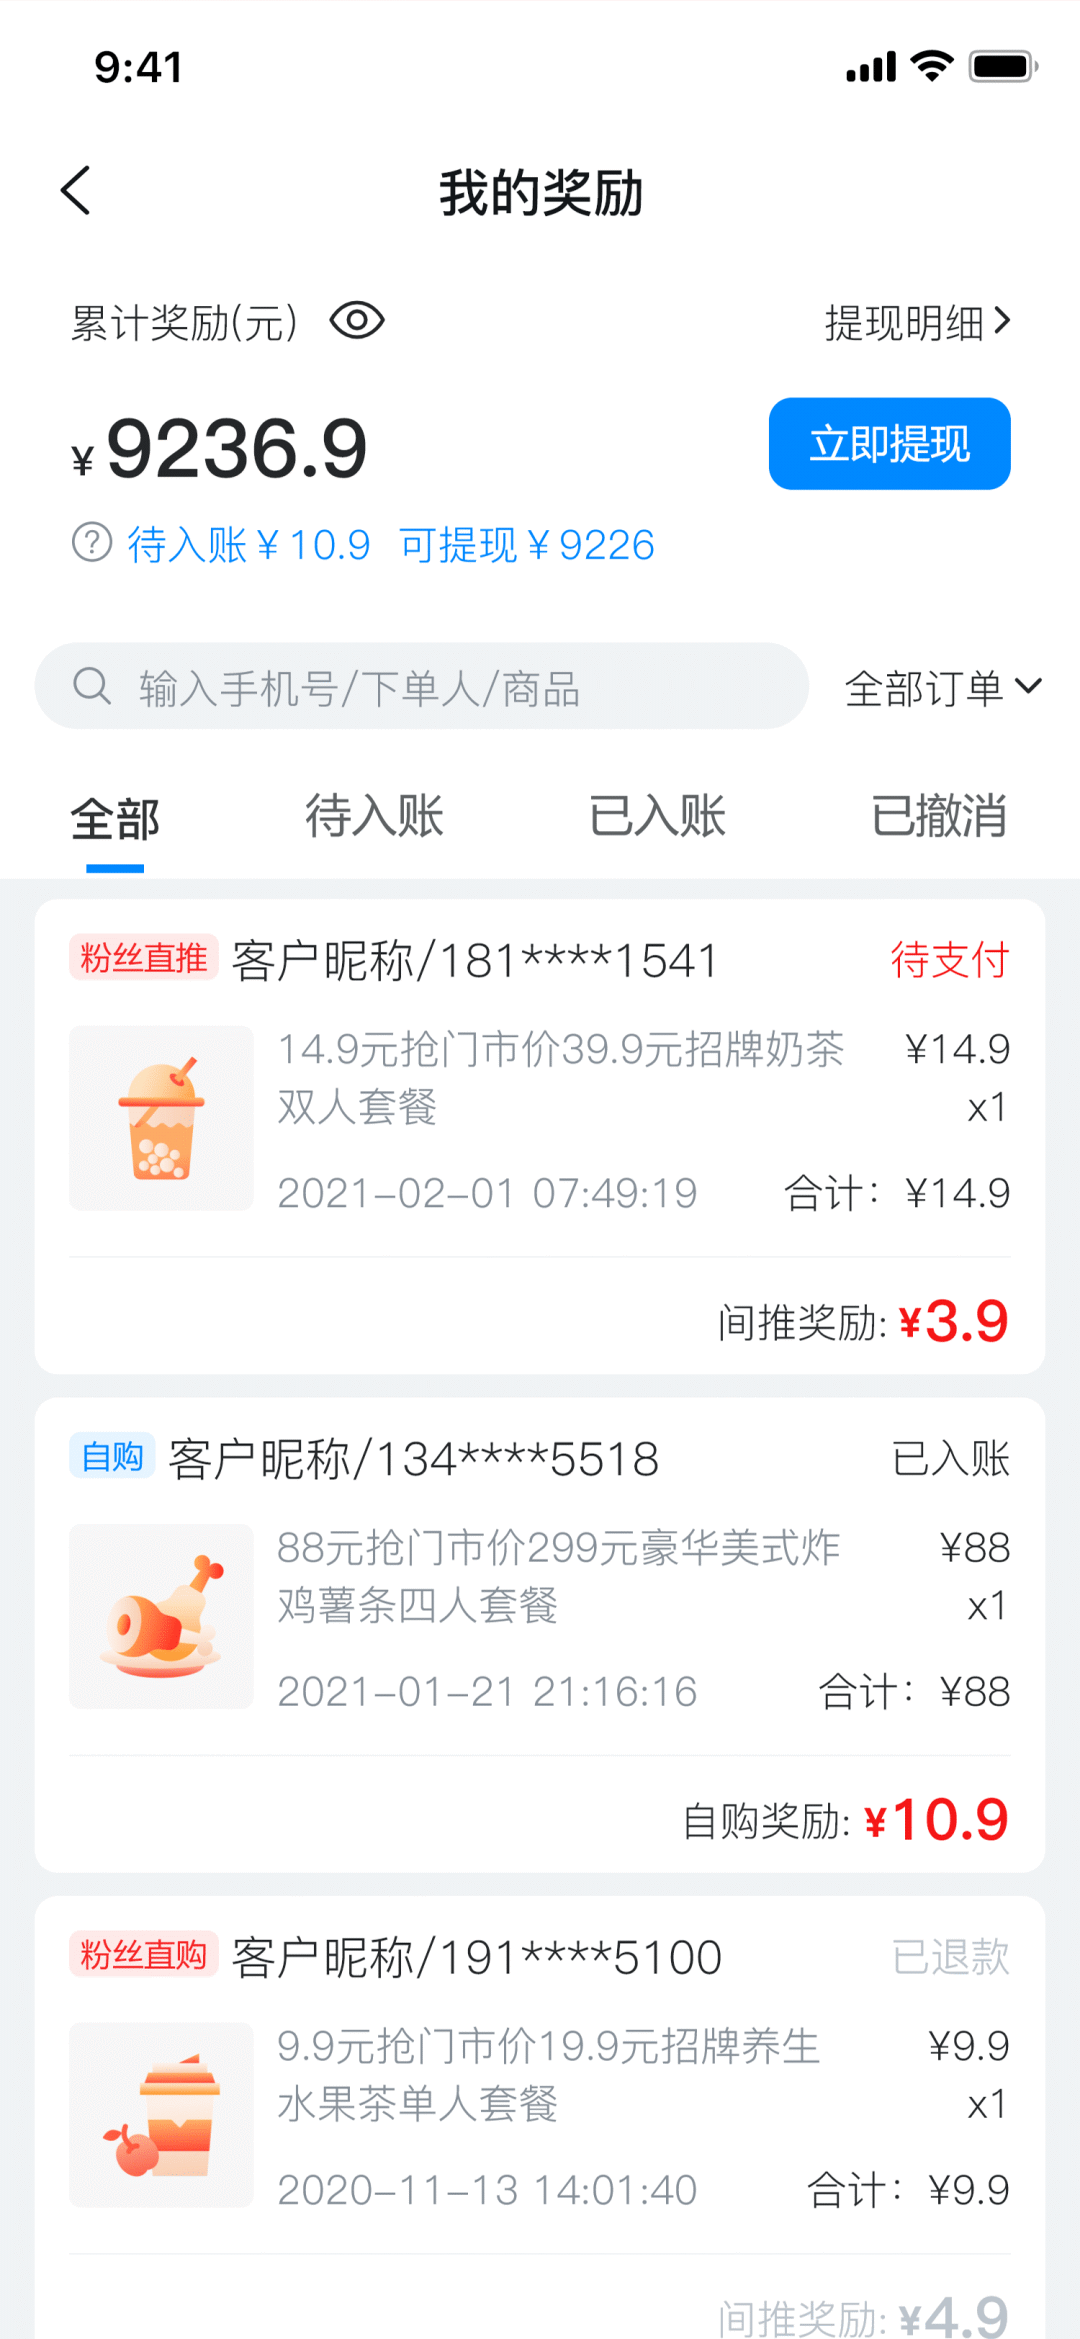 9:41
我的奖励
累计奖励(元)
提现明细
¥9236.9
立即提现
待入账¥10.9 可提现¥9226
输入手机号/下单人/商品
全部订单
全部 待入账 已入账 已撤消
粉丝直推 客户昵称/181****1541 待支付
14.9元抢门市价39.9元招牌奶茶 ¥14.9
双人套餐 x1
2021-02-01 07:49:19 合计：¥14.9
间推奖励: ¥3.9
自购 客户昵称/134****5518 已入账
88元抢门市价299元豪华美式炸 ¥88
鸡薯条四人套餐 x1
2021-01-21 21:16:16 合计：¥88
自购奖励: ¥10.9
粉丝直购 客户昵称/191****5100 已退款
9.9元抢门市价19.9元招牌养生 ¥9.9
水果茶单人套餐 x1
2020-11-13 14:01:40 合计：¥9.9
间推奖励: ¥4.9